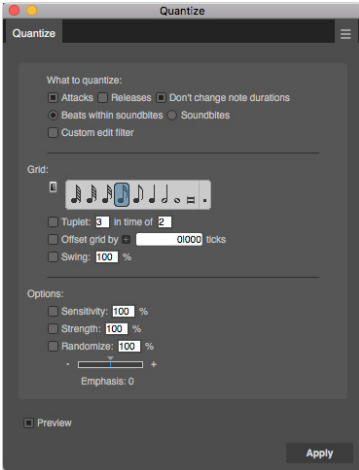 Quantize
Quantize
What to quantize:
Attacks Releases Don't change note durations
Beats within soundbites Soundbites
Custom edit filter
Grid:
Tuplet: 3 in time of 2
Offset grid by + 0|000 ticks
Swing: 100 %
Options:
Sensitivity: 100 %
Strength: 100 %
Randomize: 100 %
- +
Emphasis: 0
Preview
Apply